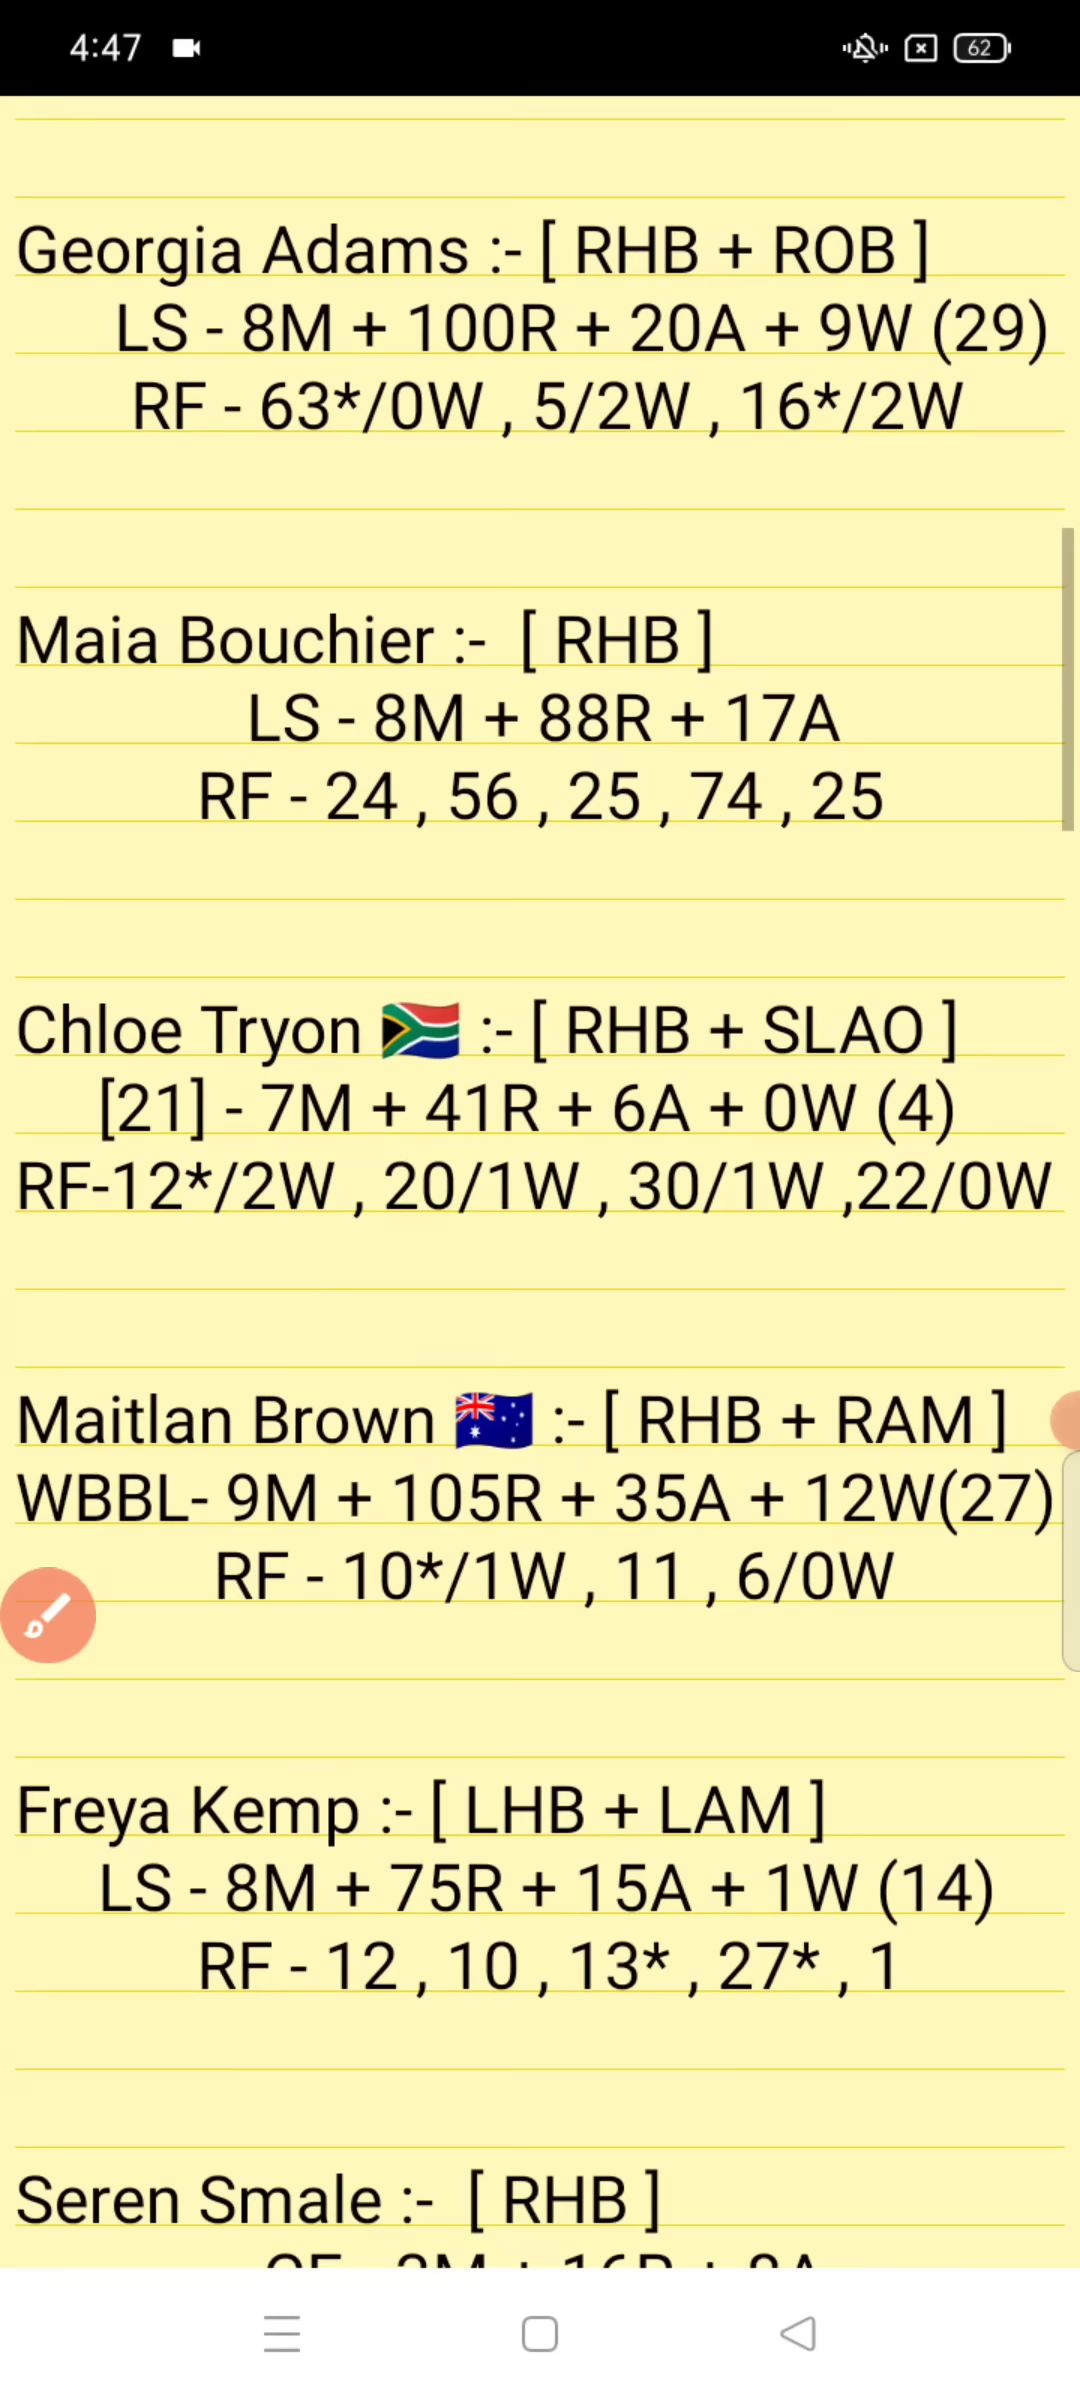 4:47
62
Georgia Adams :- [ RHB + ROB ]
LS - 8M + 100R + 20A + 9W (29)
RF - 63*/0W , 5/2W , 16*/2W
Maia Bouchier :- [ RHB ]
LS - 8M + 88R + 17A
RF - 24 , 56 , 25 , 74 , 25
Chloe Tryon 🇿🇦 :- [ RHB + SLAO ]
[21] - 7M + 41R + 6A + 0W (4)
RF-12*/2W , 20/1W , 30/1W ,22/0W
Maitlan Brown 🇦🇺 :- [ RHB + RAM ]
WBBL- 9M + 105R + 35A + 12W(27)
RF - 10*/1W , 11 , 6/0W
Freya Kemp :- [ LHB + LAM ]
LS - 8M + 75R + 15A + 1W (14)
RF - 12 , 10 , 13* , 27* , 1
Seren Smale :- [ RHB ]